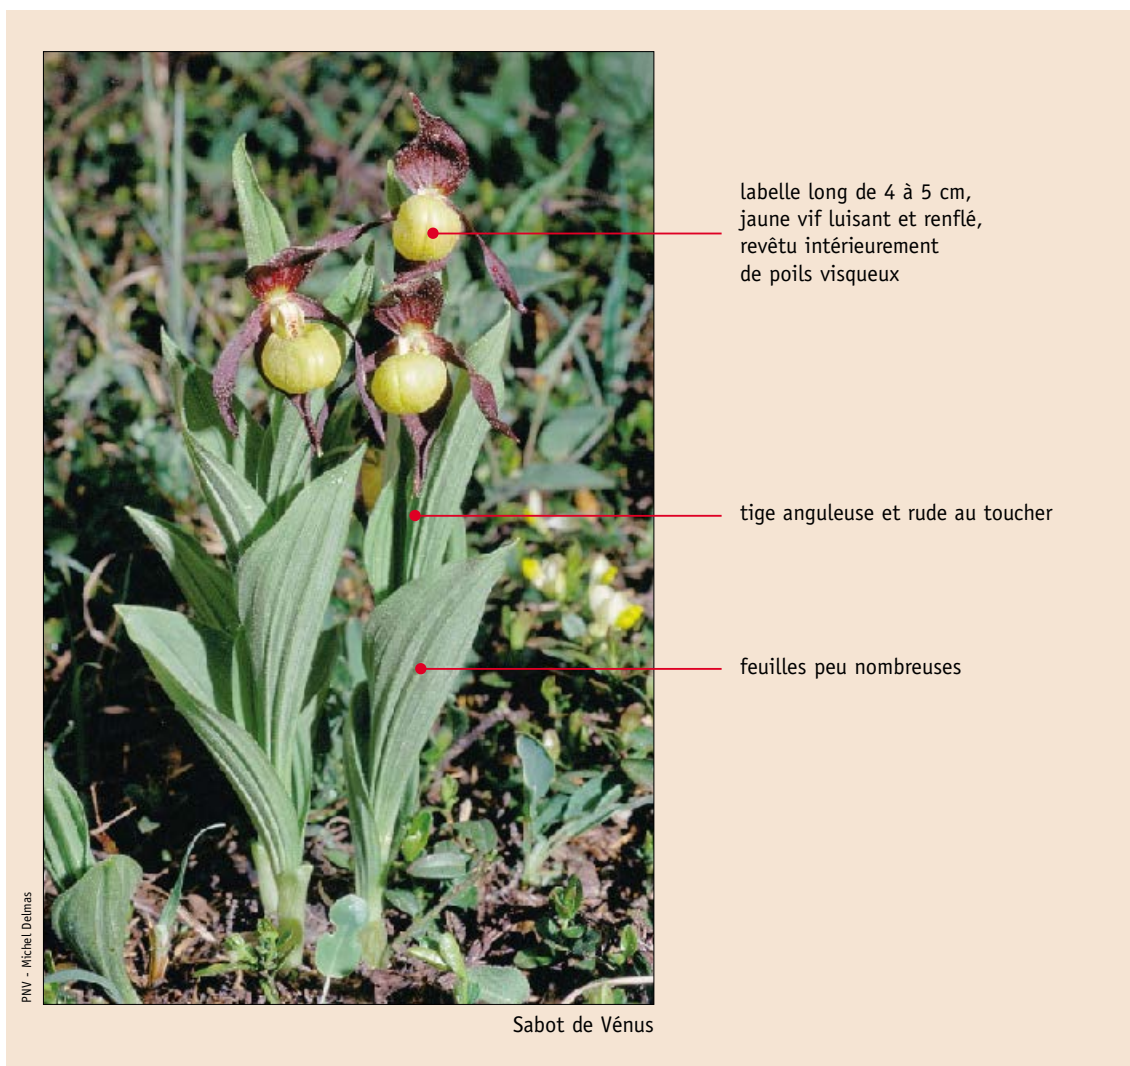 labelle long de 4 à 5 cm,
jaune vif luisant et renflé,
revêtu intérieurement
de poils visqueux
tige anguleuse et rude au toucher
feuilles peu nombreuses
PNV - Michel Delmas
Sabot de Vénus